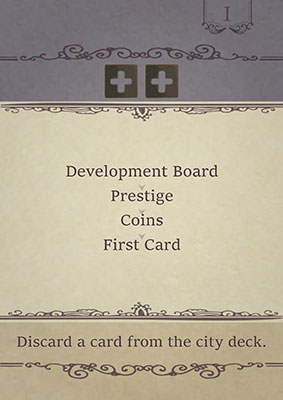 I
Development Board
Prestige
Coins
First Card
Discard a card from the city deck.